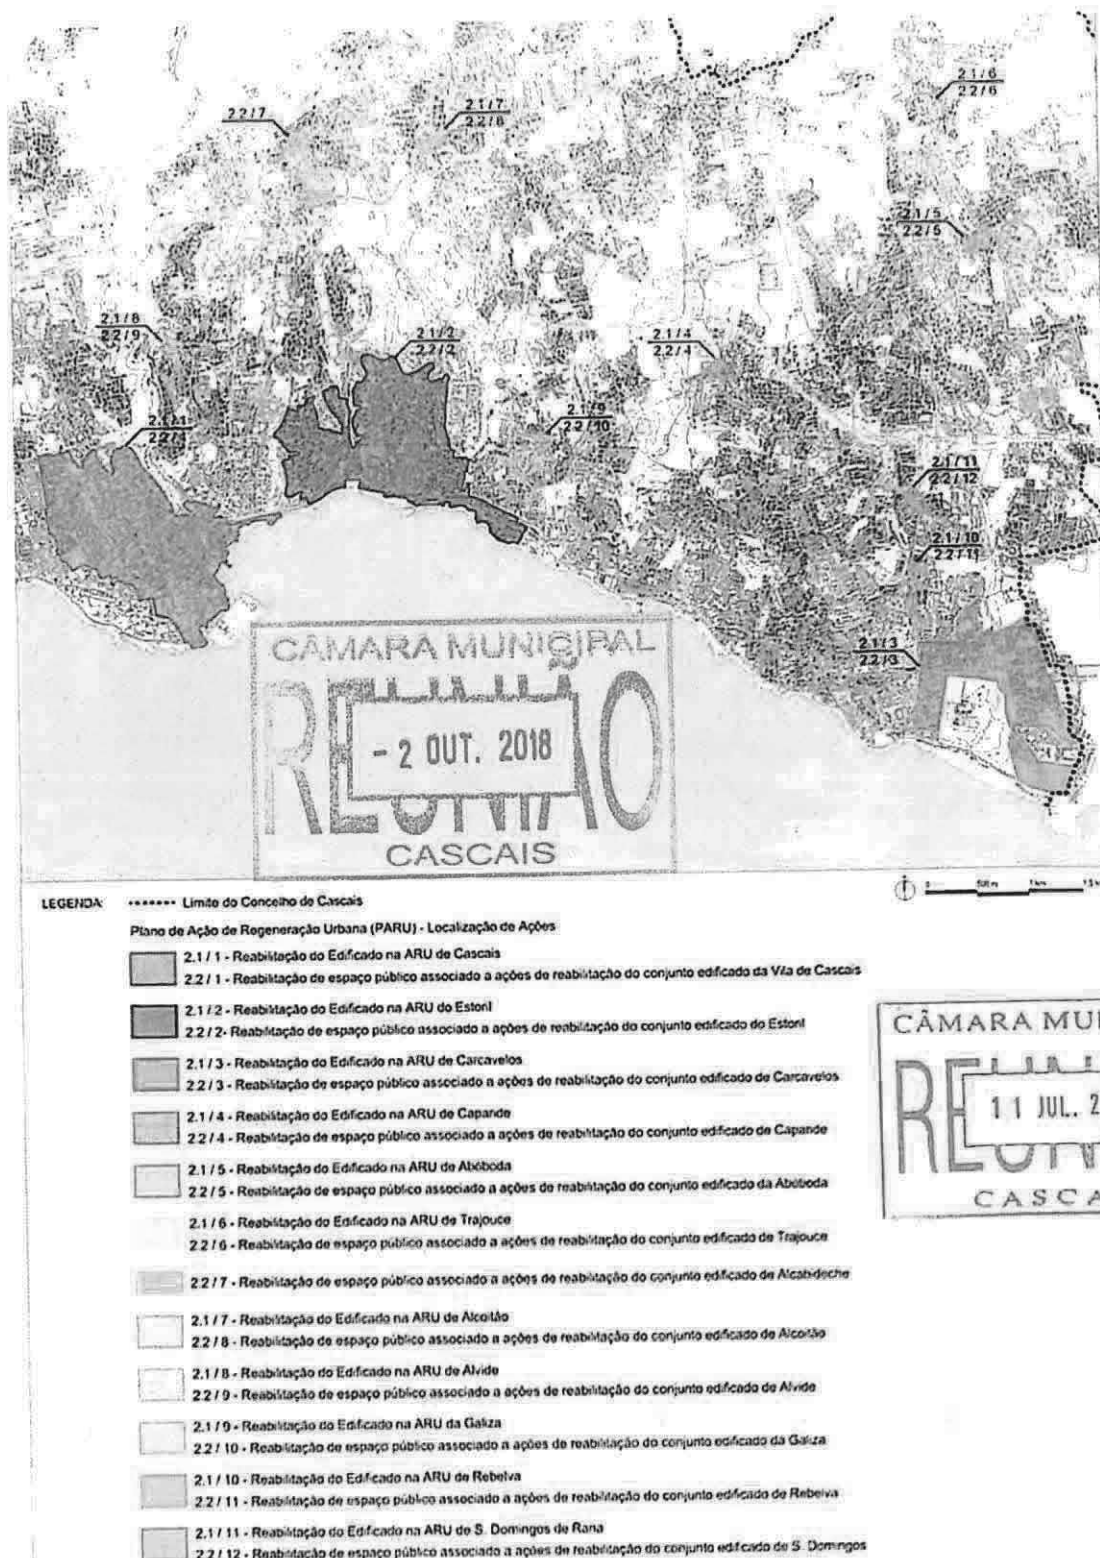 2.1 / 6
2.2 / 6
2.2 / 7
2.1 / 7
2.2 / 8
2.1 / 5
2.2 / 5
2.1 / 8
2.2 / 9
2.1 / 2
2.2 / 2
2.1 / 4
2.2 / 4
2.1 / 9
2.2 / 10
2.1 / 1
2.2 / 1
2.1 / 11
2.2 / 12
2.1 / 10
2.2 / 11
2.1 / 3
2.2 / 3
CÂMARA MUNICIPAL
REUNIÃO
- 2 OUT. 2018
CASCAIS
0 500m 1km
LEGENDA
Limite do Concelho de Cascais
Plano de Ação de Regeneração Urbana (PARU) - Localização de Ações
2.1 / 1 - Reabilitação do Edificado na ARU de Cascais
2.2 / 1 - Reabilitação de espaço público associado a ações de reabilitação do conjunto edificado da Vila de Cascais
2.1 / 2 - Reabilitação do Edificado na ARU do Estoril
2.2 / 2- Reabilitação de espaço público associado a ações de reabilitação do conjunto edificado do Estoril
2.1 / 3 - Reabilitação do Edificado na ARU de Carcavelos
2.2 / 3 - Reabilitação de espaço público associado a ações de reabilitação do conjunto edificado de Carcavelos
2.1 / 4 - Reabilitação do Edificado na ARU de Caparide
2.2 / 4 - Reabilitação de espaço público associado a ações de reabilitação do conjunto edificado de Caparide
2.1 / 5 - Reabilitação do Edificado na ARU de Abóboda
2.2 / 5 - Reabilitação de espaço público associado a ações de reabilitação do conjunto edificado da Abóboda
2.1 / 6 - Reabilitação do Edificado na ARU de Trajouce
2.2 / 6 - Reabilitação de espaço público associado a ações de reabilitação do conjunto edificado de Trajouce
2.2 / 7 - Reabilitação de espaço público associado a ações de reabilitação do conjunto edificado de Alcabideche
2.1 / 7 - Reabilitação do Edificado na ARU de Alcoitão
2.2 / 8 - Reabilitação de espaço público associado a ações de reabilitação do conjunto edificado de Alcoitão
2.1 / 8 - Reabilitação do Edificado na ARU de Alvide
2.2 / 9 - Reabilitação de espaço público associado a ações de reabilitação do conjunto edificado de Alvide
2.1 / 9 - Reabilitação do Edificado na ARU da Galiza
2.2 / 10 - Reabilitação de espaço público associado a ações de reabilitação do conjunto edificado da Galiza
2.1 / 10 - Reabilitação do Edificado na ARU de Rebelva
2.2 / 11 - Reabilitação de espaço público associado a ações de reabilitação do conjunto edificado de Rebelva
2.1 / 11 - Reabilitação do Edificado na ARU de S. Domingos de Rana
2.2 / 12 - Reabilitação de espaço público associado a ações de reabilitação do conjunto edificado de S. Domingos
CÂMARA MU
REUN
11 JUL. 2
CASCA